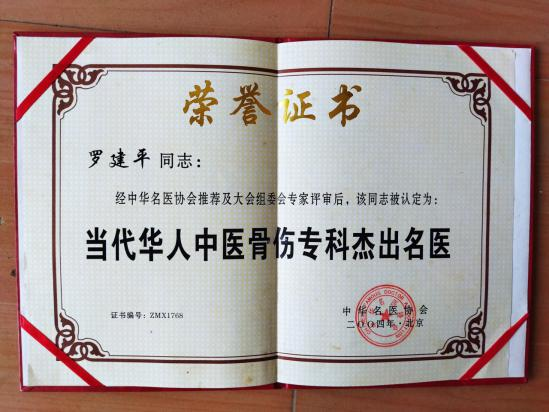 荣誉证书
罗建平 同志：
经中华名医协会推荐及大会组委会专家评审后，该同志被认定为：
当代华人中医骨伤专科杰出名医
证书编号：ZMX1768
中华名医协会
二〇〇四年·北京